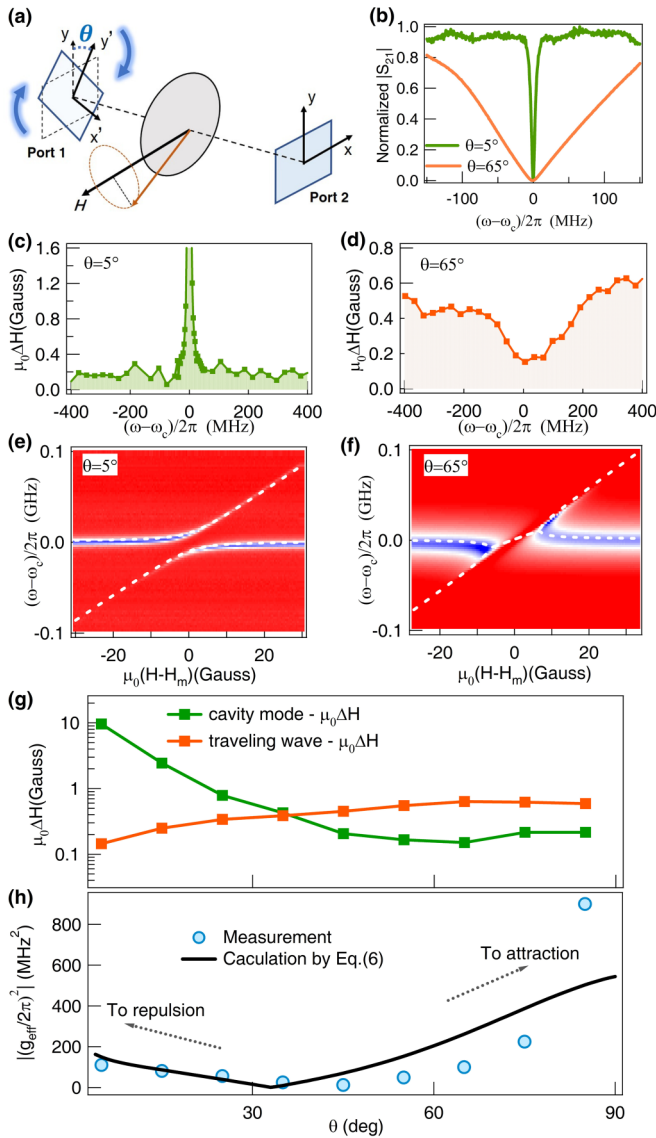 (a)
y θ y'
x'
Port 1
H
y
x
Port 2
(b)
Normalized |S21|
1.0
0.8
0.6
0.4
0.2
0.0
θ=5°
θ=65°
-100 0 100
(ω−ωc)/2π (MHz)
(c)
θ=5°
μ0ΔH(Gauss)
1.6
1.2
0.8
0.4
0.0
-400 -200 0 200 400
(ω−ωc)/2π (MHz)
(d)
θ=65°
μ0ΔH(Gauss)
0.8
0.6
0.4
0.2
0.0
-400 -200 0 200 400
(ω−ωc)/2π (MHz)
(e)
θ=5°
(ω−ωc)/2π (GHz)
0.1
0.0
-0.1
-20 0 20
μ0(H-Hm)(Gauss)
(f)
θ=65°
(ω−ωc)/2π (GHz)
0.1
0.0
-0.1
-20 0 20
μ0(H-Hm)(Gauss)
(g)
μ0ΔH(Gauss)
10
1
0.1
cavity mode - μ0ΔH
traveling wave - μ0ΔH
(h)
|(geff/2π)²| (MHz²)
800
600
400
200
0
Measurement
Caculation by Eq.(6)
To repulsion
To attraction
30 60 90
θ (deg)